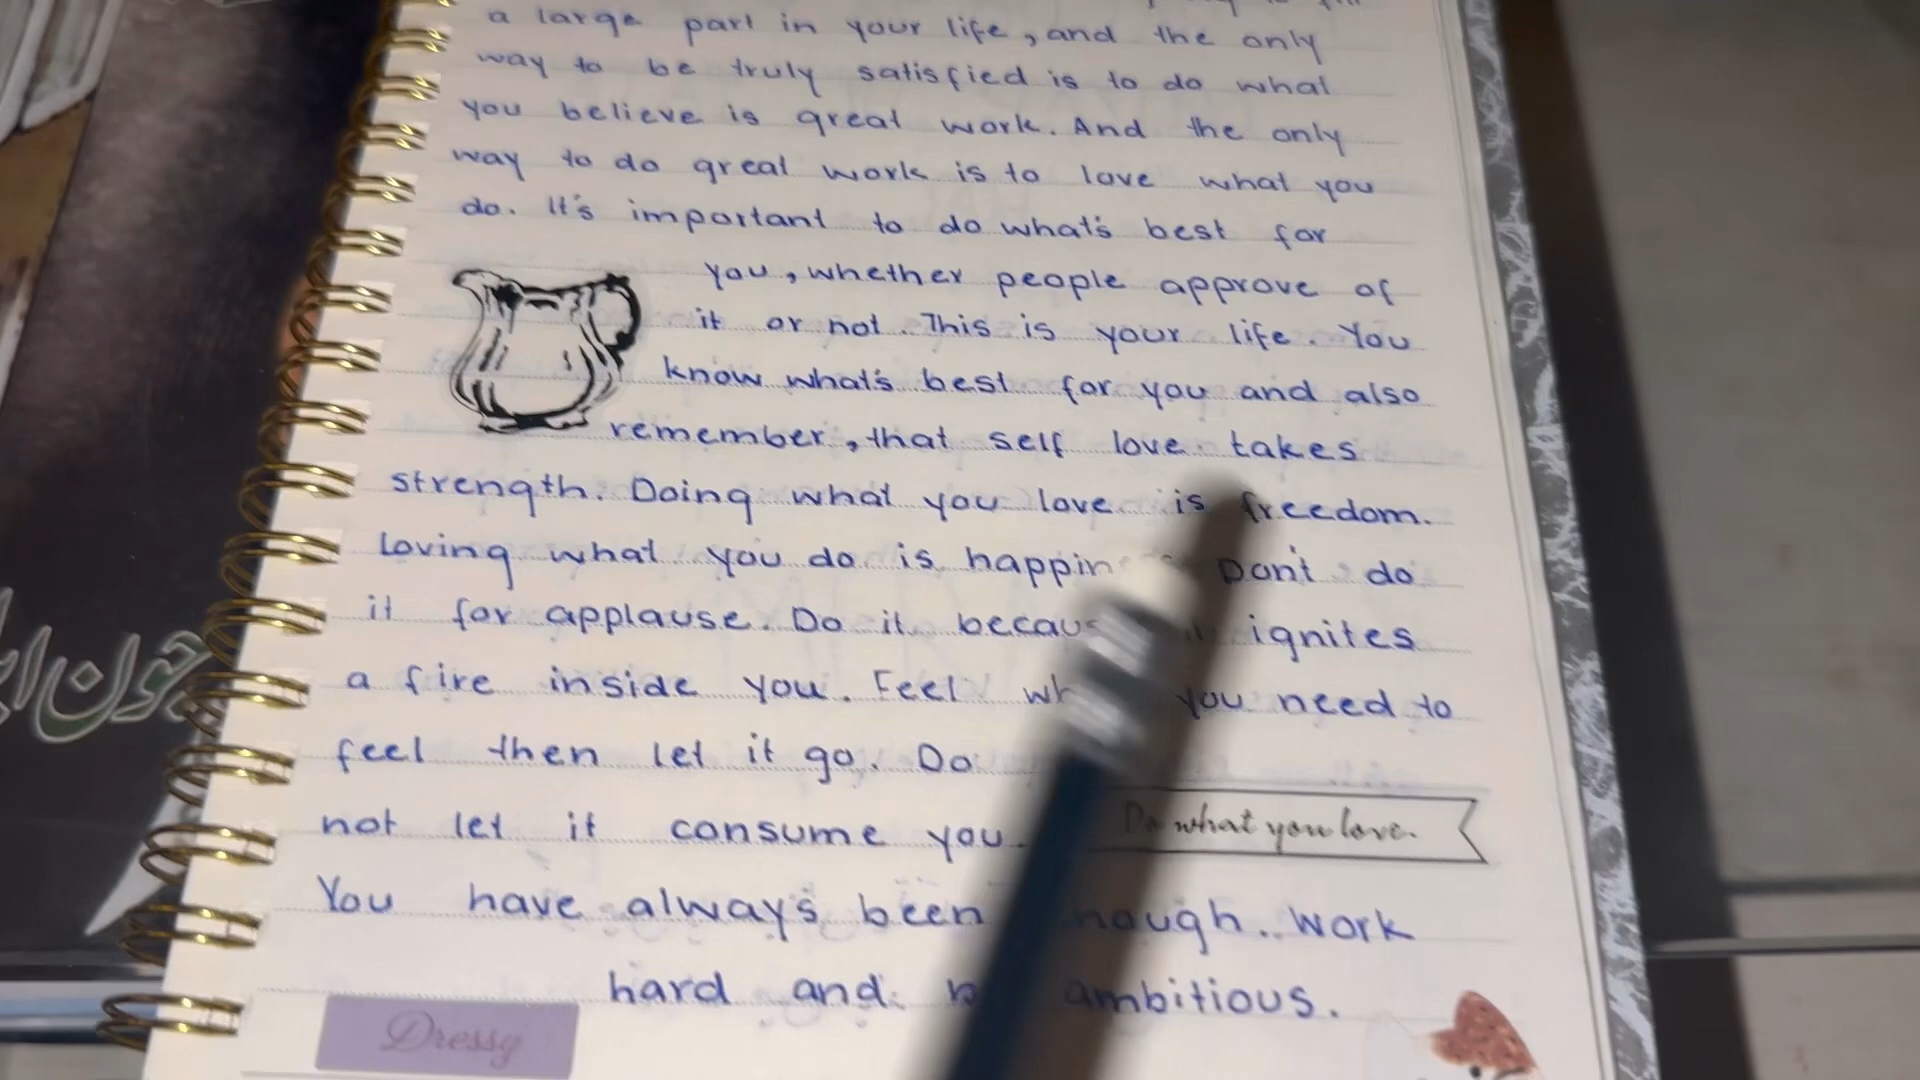 a large part in your life, and the only
way to be truly satisfied is to do what
you believe is great work. And the only
way to do great work is to love what you
do. It's important to do what's best for
you, whether people approve of
it or not. This is your life. You
know what's best for you and also
remember, that self love takes
strength. Doing what you love is freedom.
Loving what you do is Don't do
it for applause. Do it ignites
a fire inside you. Feel you need to
feel then let it go. Do
not let it consume you.
Do what you love.
You have always been work
hard and ambitious.
Dressy
جون ایلیا